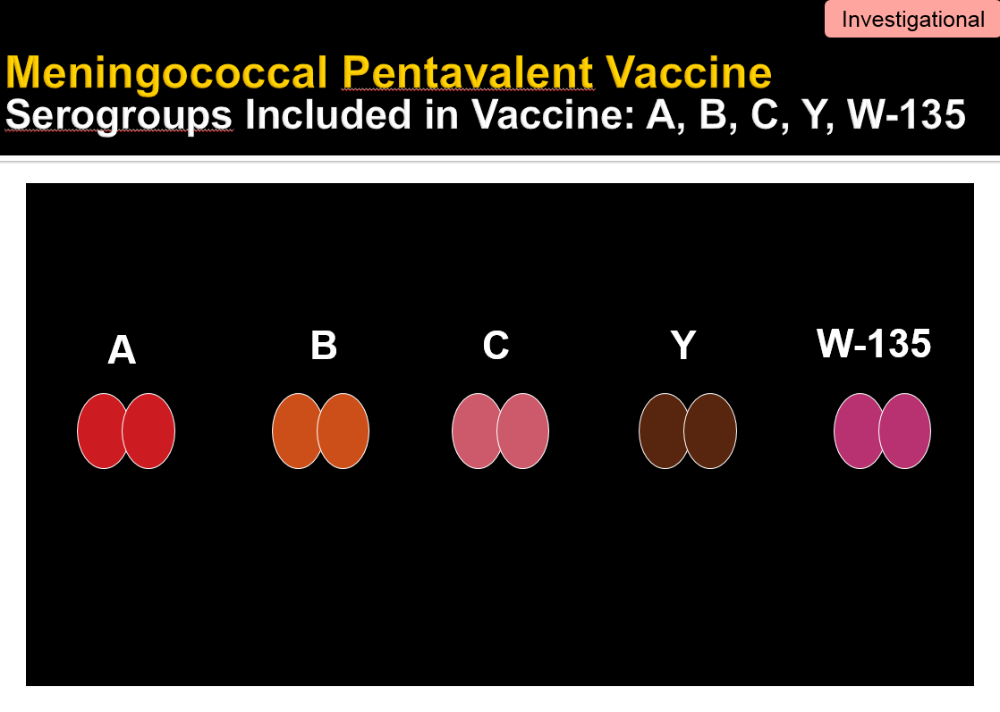 Investigational
Meningococcal Pentavalent Vaccine
Serogroups Included in Vaccine: A, B, C, Y, W-135
A B C Y W-135